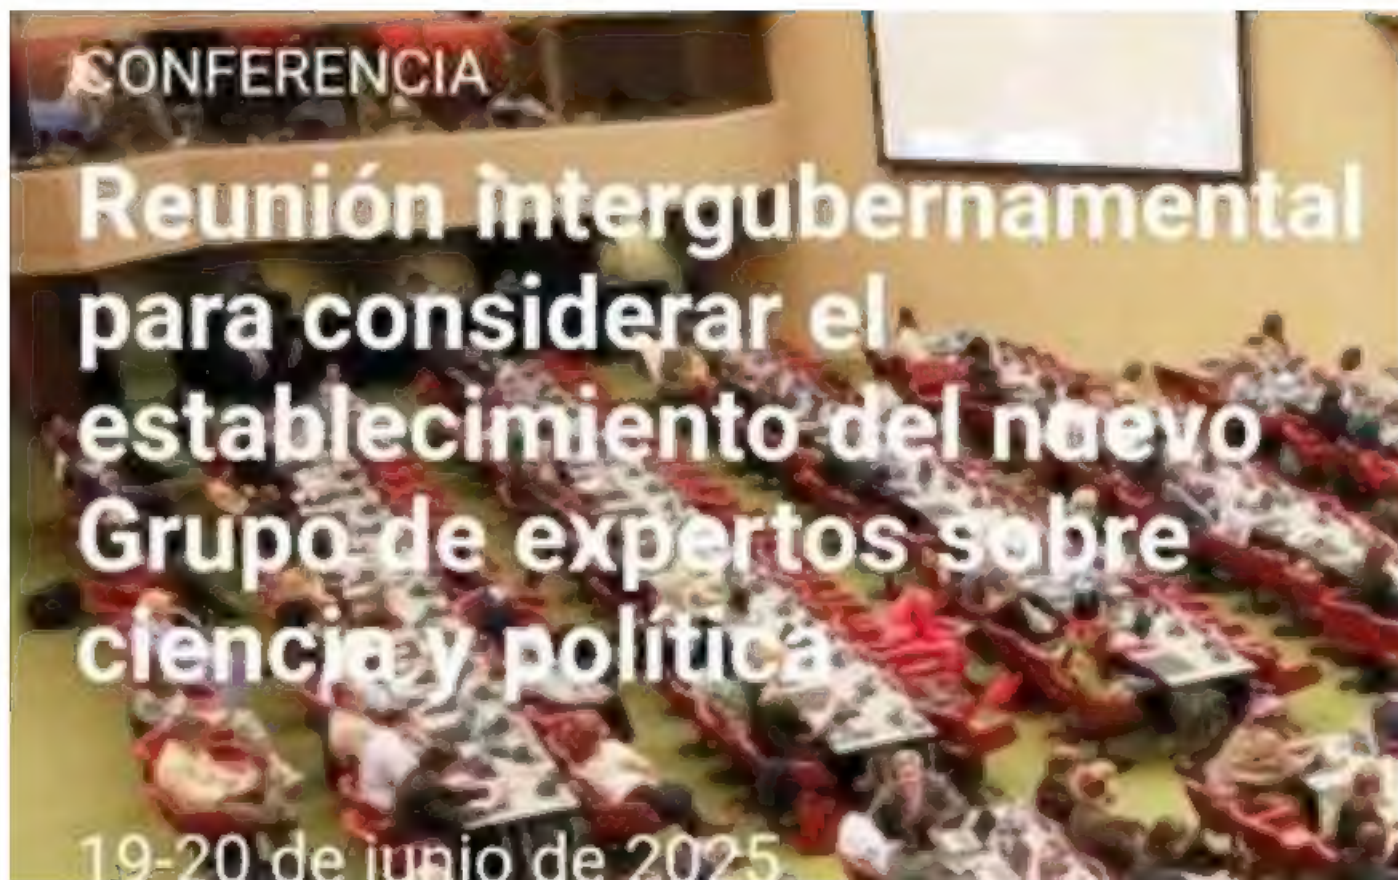 CONFERENCIA
Reunión intergubernamental
para considerar el
establecimiento del nuevo
Grupo de expertos sobre
ciencia y política
19-20 de junio de 2025